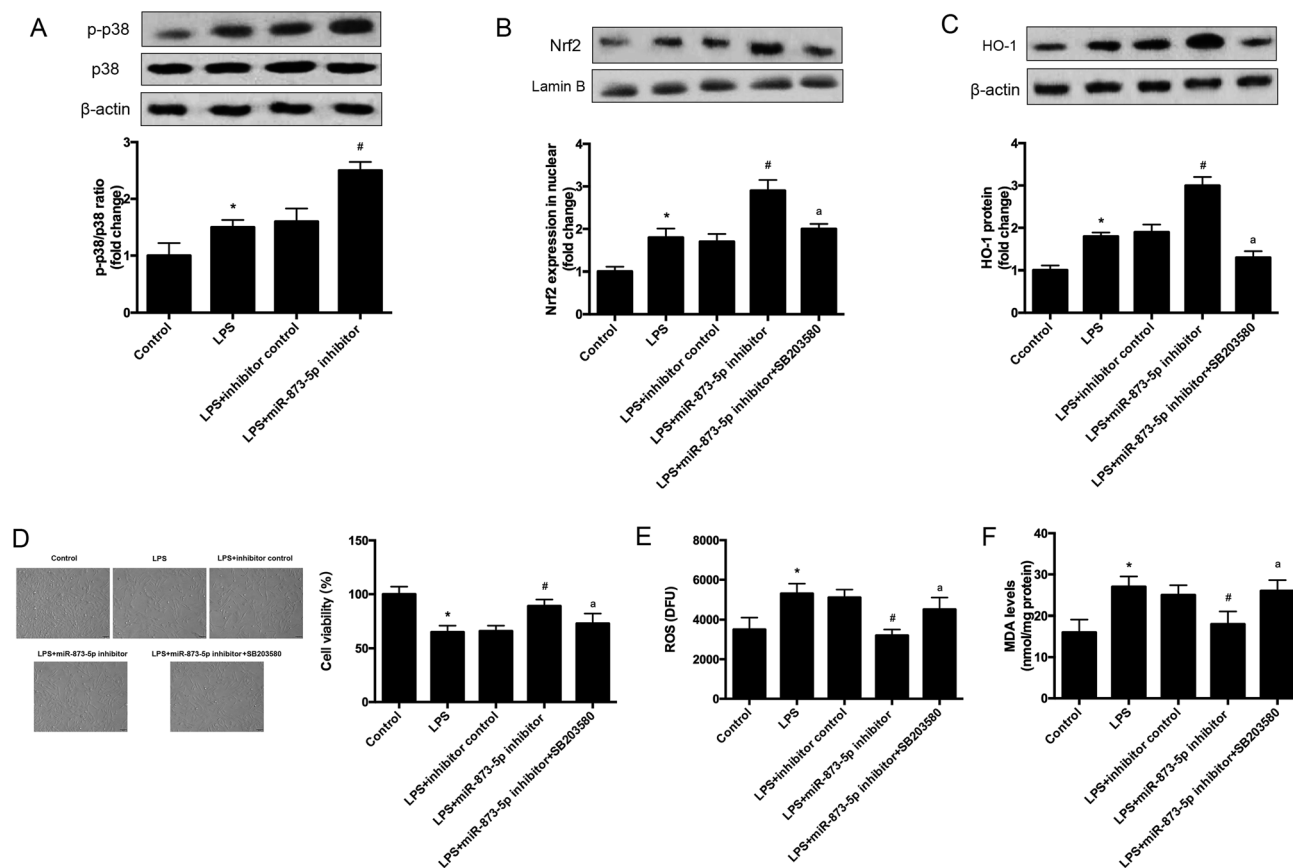 A
p-p38
p38
β-actin
3
2
1
0
p-p38/p38 ratio
(fold change)
*
#
Control
LPS
LPS+inhibitor control
LPS+miR-873-5p inhibitor
B
Nrf2
Lamin B
4
3
2
1
0
Nrf2 expression in nuclear
(fold change)
*
#
a
Control
LPS
LPS+inhibitor control
LPS+miR-873-5p inhibitor
LPS+miR-873-5p inhibitor+SB203580
C
HO-1
β-actin
4
3
2
1
0
HO-1 protein
(fold change)
*
#
a
Ccontrol
LPS
LPS+inhibitor control
LPS+miR-873-5p inhibitor
LPS+miR-873-5p inhibitor+SB203580
D
Control
LPS
LPS+inhibitor control
LPS+miR-873-5p inhibitor
LPS+miR-873-5p inhibitor+SB203580
150
100
50
0
Cell viability (%)
*
#
a
Control
LPS
LPS+inhibitor control
LPS+miR-873-5p inhibitor
LPS+miR-873-5p inhibitor+SB203580
E
8000
6000
4000
2000
0
ROS (DFU)
*
#
a
Control
LPS
LPS+inhibitor control
LPS+miR-873-5p inhibitor
LPS+miR-873-5p inhibitor+SB203580
F
40
30
20
10
0
MDA levels
(nmol/mg protein)
*
#
a
Control
LPS
LPS+inhibitor control
LPS+miR-873-5p inhibitor
LPS+miR-873-5p inhibitor+SB203580